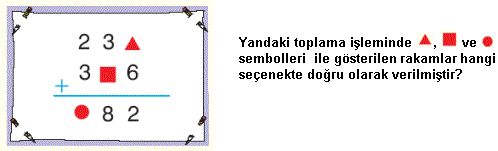 2 3 ▲
3 ■ 6
+
● 8 2
Yandaki toplama işleminde ▲, ■ ve ●
sembolleri ile gösterilen rakamlar hangi
seçenekte doğru olarak verilmiştir?